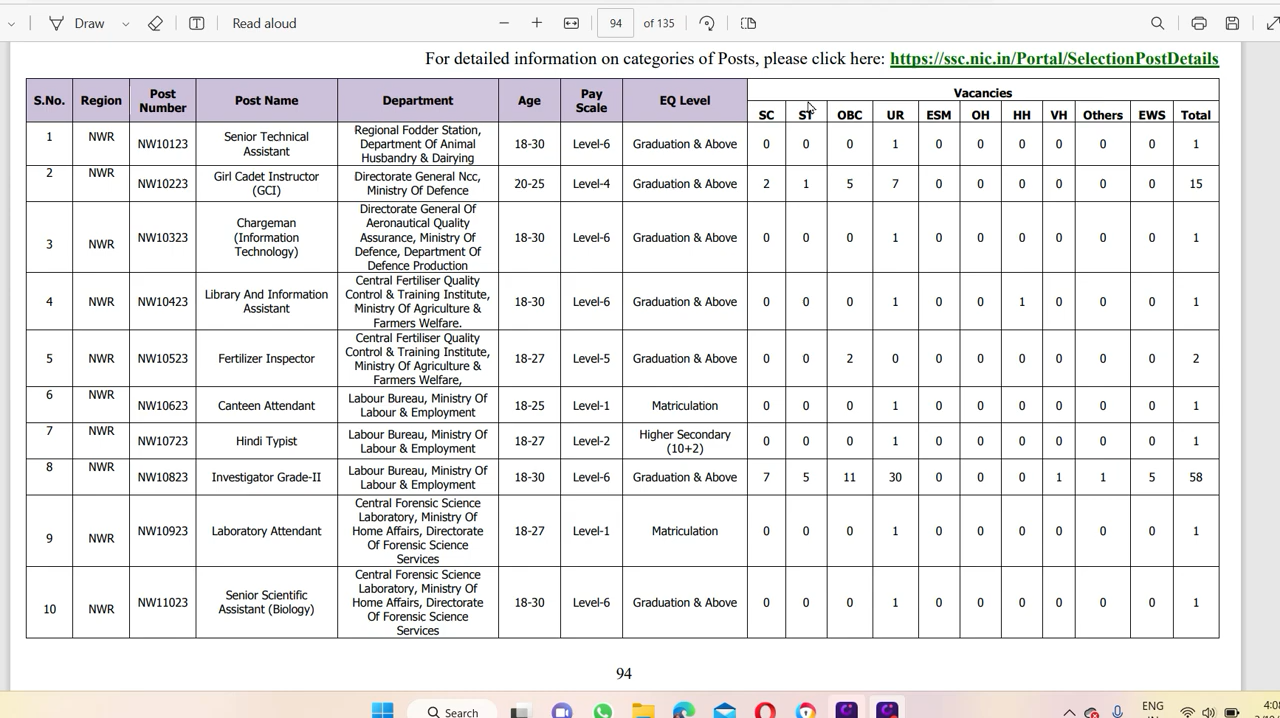 Draw
Read aloud
94 of 135
For detailed information on categories of Posts, please click here: https://ssc.nic.in/Portal/SelectionPostDetails
S.No. Region Post Number Post Name Department Age Pay Scale EQ Level Vacancies
SC ST OBC UR ESM OH HH VH Others EWS Total
1 NWR NW10123 Senior Technical Assistant Regional Fodder Station, Department Of Animal Husbandry & Dairying 18-30 Level-6 Graduation & Above 0 0 0 1 0 0 0 0 0 0 1
2 NWR NW10223 Girl Cadet Instructor (GCI) Directorate General Ncc, Ministry Of Defence 20-25 Level-4 Graduation & Above 2 1 5 7 0 0 0 0 0 0 15
3 NWR NW10323 Chargeman (Information Technology) Directorate General Of Aeronautical Quality Assurance, Ministry Of Defence, Department Of Defence Production 18-30 Level-6 Graduation & Above 0 0 0 1 0 0 0 0 0 0 1
4 NWR NW10423 Library And Information Assistant Central Fertiliser Quality Control & Training Institute, Ministry Of Agriculture & Farmers Welfare. 18-30 Level-6 Graduation & Above 0 0 0 1 0 0 1 0 0 0 1
5 NWR NW10523 Fertilizer Inspector Central Fertiliser Quality Control & Training Institute, Ministry Of Agriculture & Farmers Welfare, 18-27 Level-5 Graduation & Above 0 0 2 0 0 0 0 0 0 0 2
6 NWR NW10623 Canteen Attendant Labour Bureau, Ministry Of Labour & Employment 18-25 Level-1 Matriculation 0 0 0 1 0 0 0 0 0 0 1
7 NWR NW10723 Hindi Typist Labour Bureau, Ministry Of Labour & Employment 18-27 Level-2 Higher Secondary (10+2) 0 0 0 1 0 0 0 0 0 0 1
8 NWR NW10823 Investigator Grade-II Labour Bureau, Ministry Of Labour & Employment 18-30 Level-6 Graduation & Above 7 5 11 30 0 0 0 1 1 5 58
9 NWR NW10923 Laboratory Attendant Central Forensic Science Laboratory, Ministry Of Home Affairs, Directorate Of Forensic Science Services 18-27 Level-1 Matriculation 0 0 0 1 0 0 0 0 0 0 1
10 NWR NW11023 Senior Scientific Assistant (Biology) Central Forensic Science Laboratory, Ministry Of Home Affairs, Directorate Of Forensic Science Services 18-30 Level-6 Graduation & Above 0 0 0 1 0 0 0 0 0 0 1
94
Search
ENG